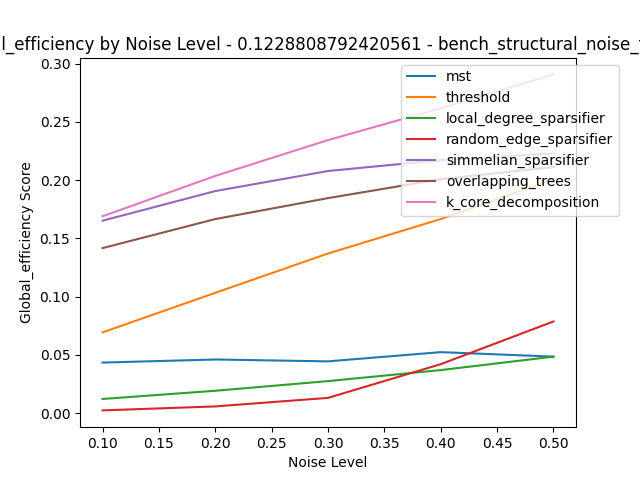 l_efficiency by Noise Level - 0.1228808792420561 - bench_structural_noise_
mst
threshold
local_degree_sparsifier
random_edge_sparsifier
simmelian_sparsifier
overlapping_trees
k_core_decomposition
Global_efficiency Score
0.30
0.25
0.20
0.15
0.10
0.05
0.00
0.10 0.15 0.20 0.25 0.30 0.35 0.40 0.45 0.50
Noise Level